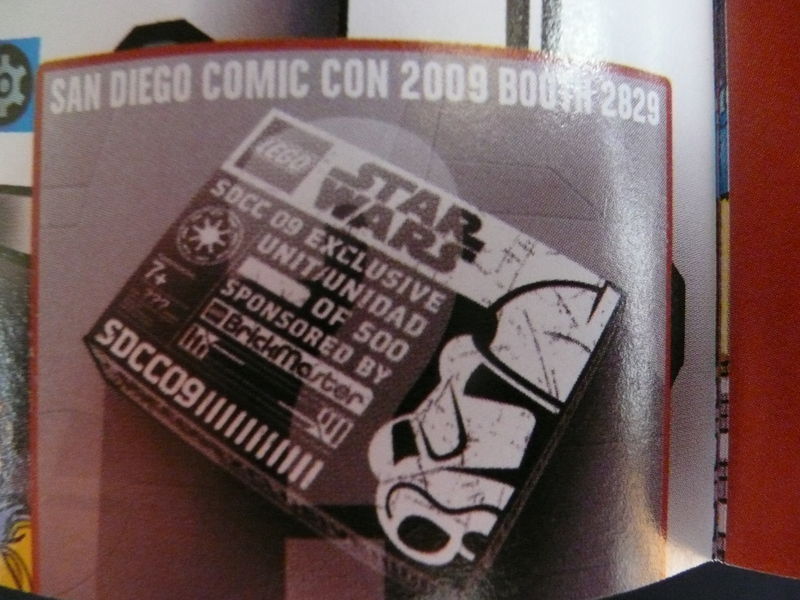 SAN DIEGO COMIC CON 2009 BOOTH 2829
LEGO
STAR
WARS
SDCC 09 EXCLUSIVE
UNIT/UNIDAD
OF 500
SPONSORED BY
BrickMaster
7+
SDCC09